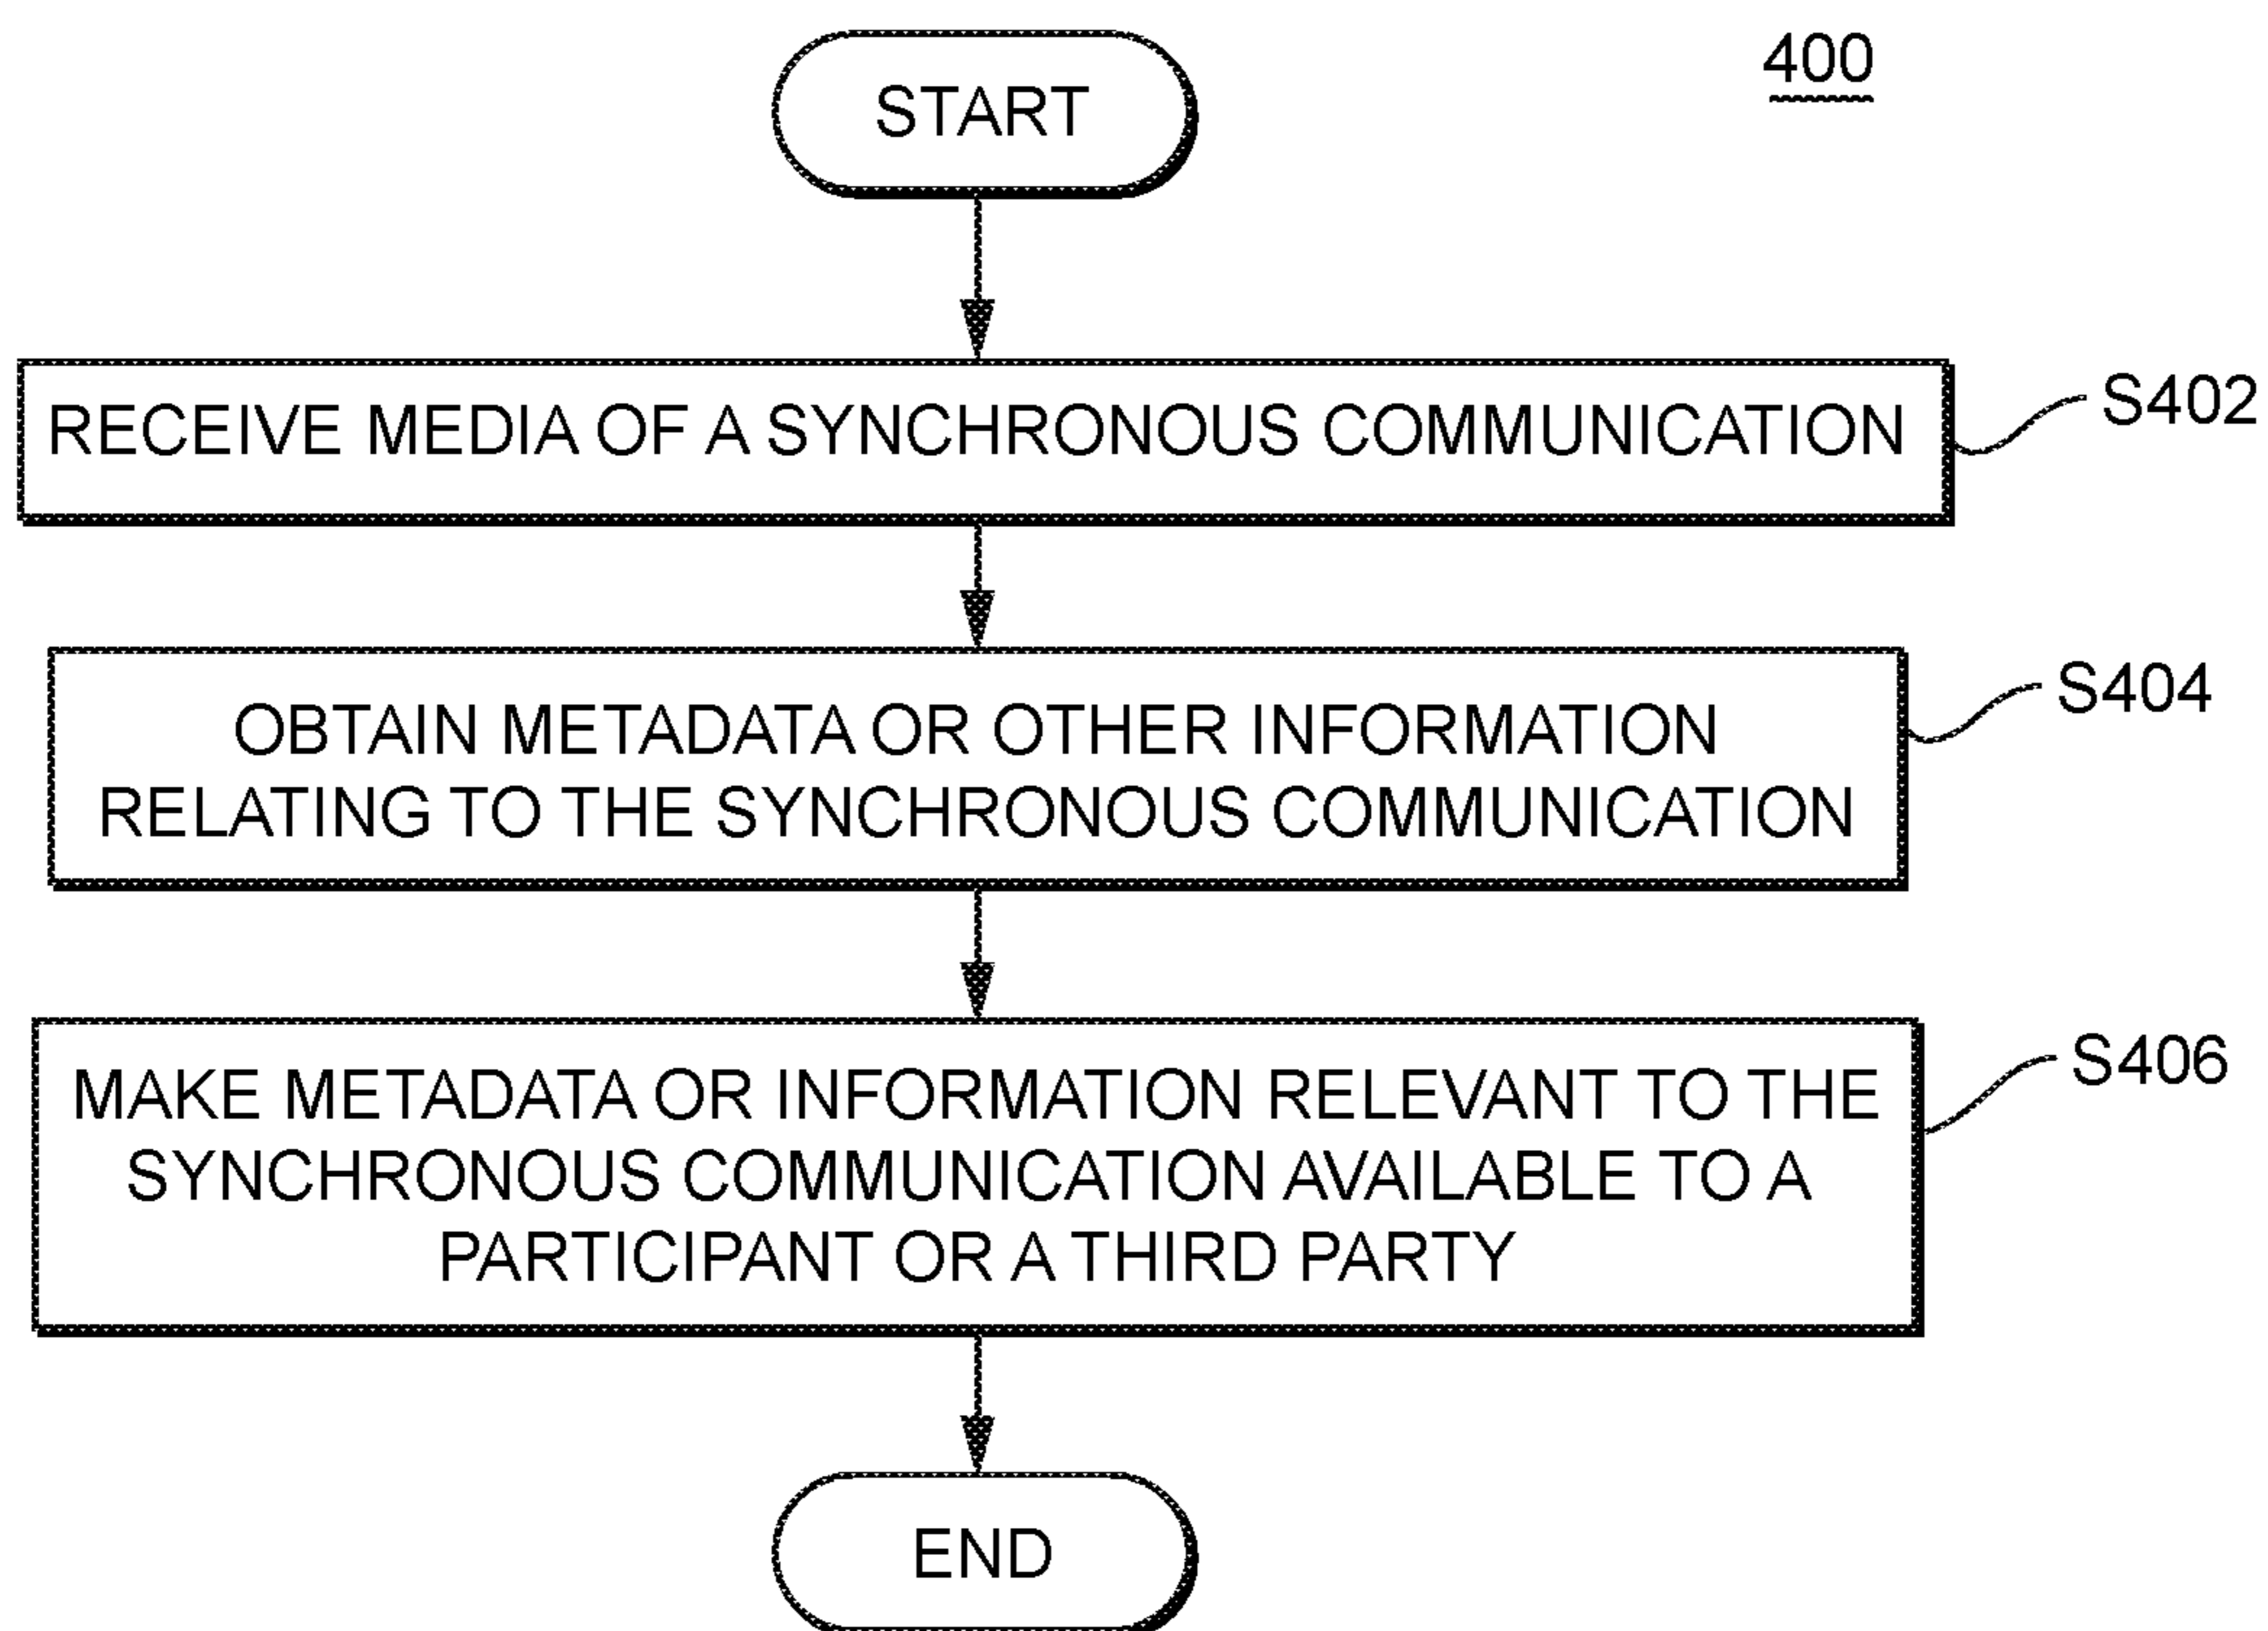 400
START
RECEIVE MEDIA OF A SYNCHRONOUS COMMUNICATION
S402
OBTAIN METADATA OR OTHER INFORMATION
RELATING TO THE SYNCHRONOUS COMMUNICATION
S404
MAKE METADATA OR INFORMATION RELEVANT TO THE
SYNCHRONOUS COMMUNICATION AVAILABLE TO A
PARTICIPANT OR A THIRD PARTY
S406
END